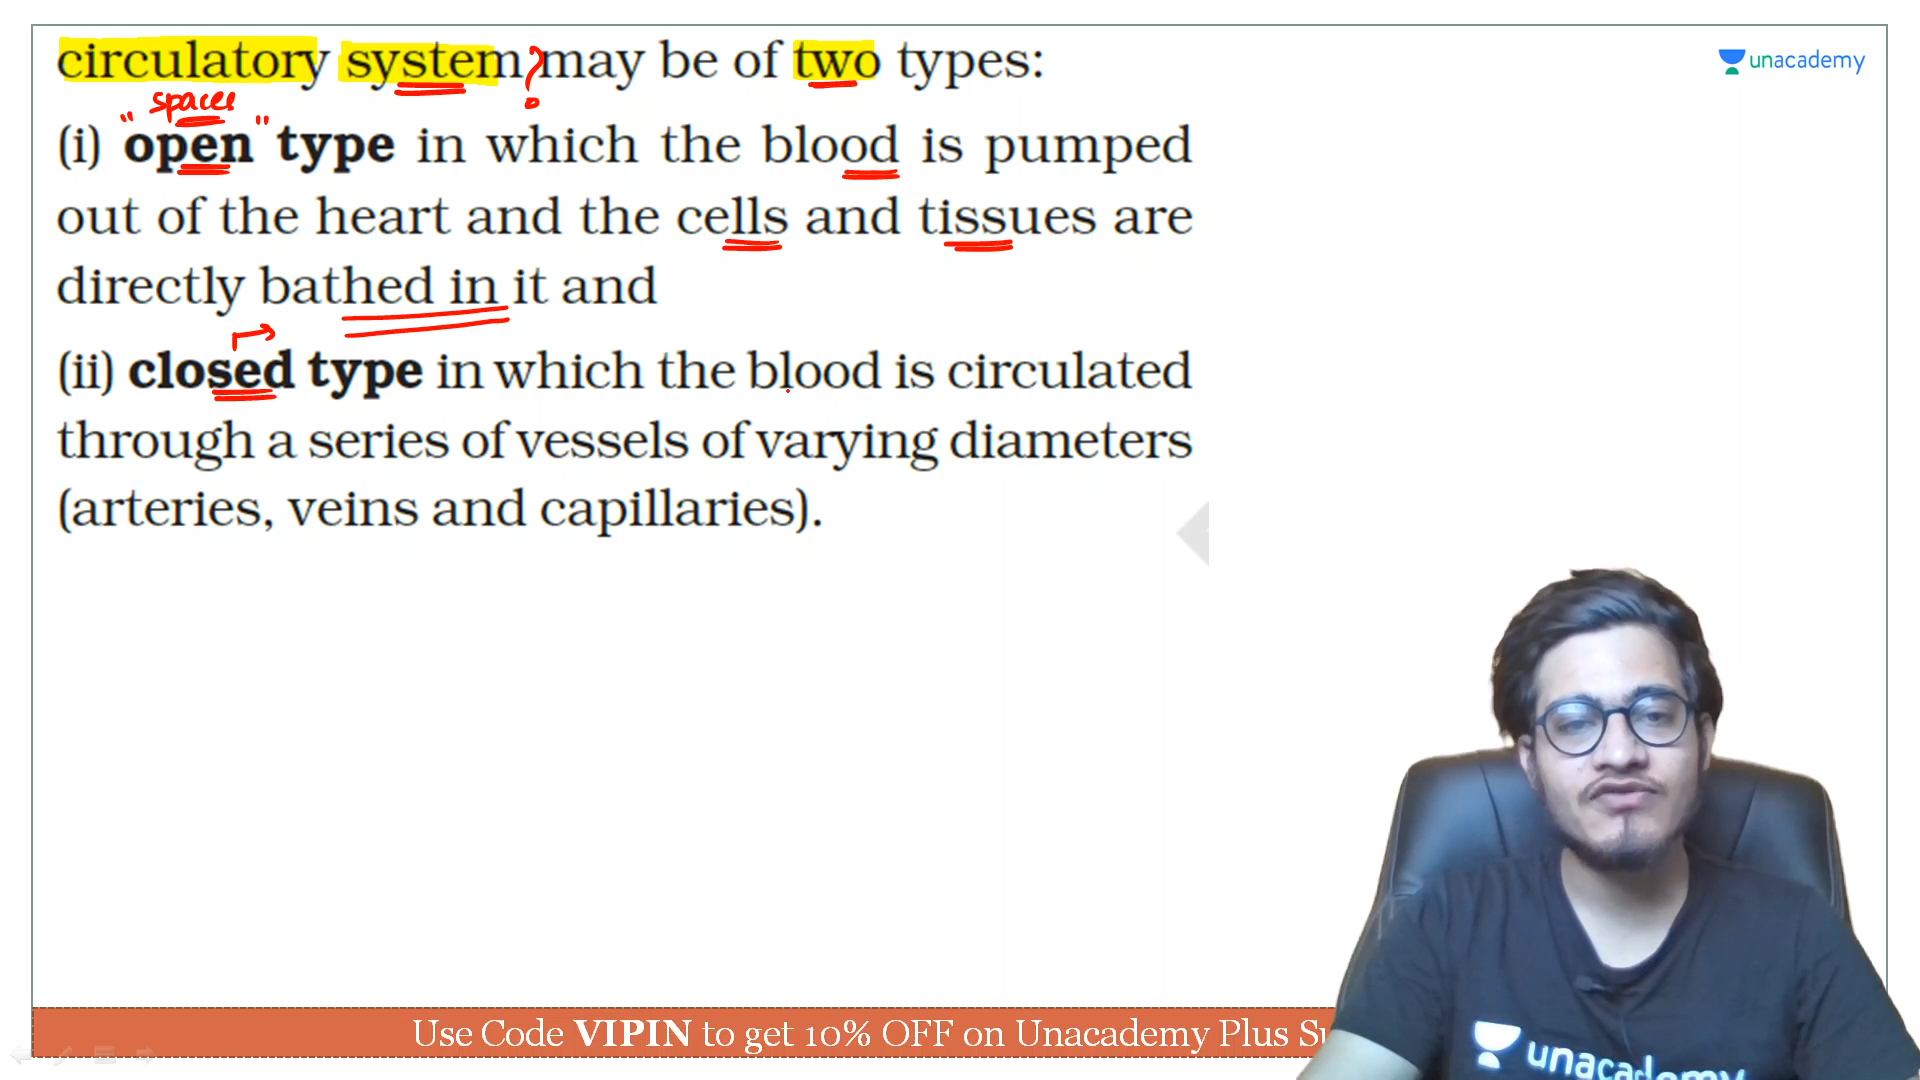 circulatory system ? may be of two types:
unacademy
spaces
(i) "open" type in which the blood is pumped
out of the heart and the cells and tissues are
directly bathed in it and
(ii) closed type in which the blood is circulated
through a series of vessels of varying diameters
(arteries, veins and capillaries).
Use Code VIPIN to get 10% OFF on Unacademy Plus Su
unacademy